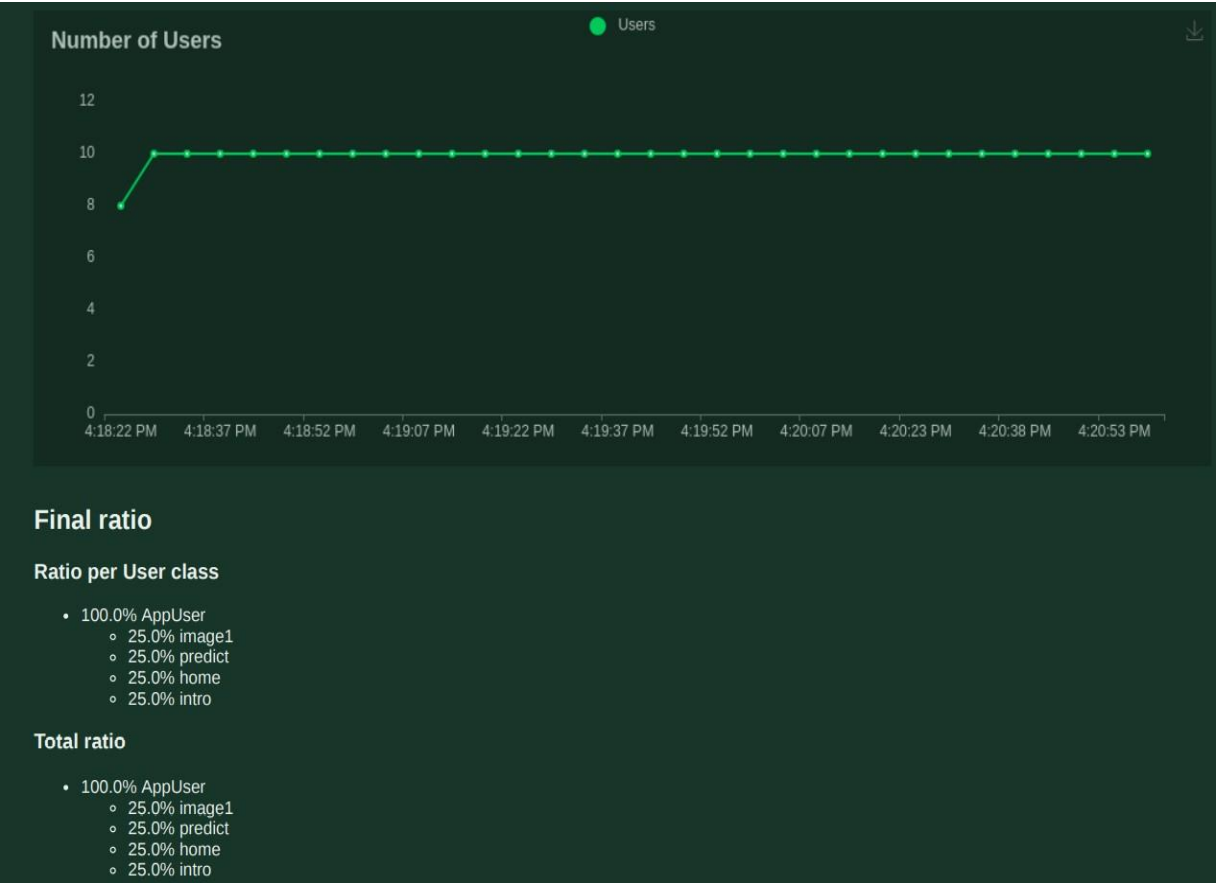 Number of Users
Users
12
10
8
6
4
2
0
4:18:22 PM 4:18:37 PM 4:18:52 PM 4:19:07 PM 4:19:22 PM 4:19:37 PM 4:19:52 PM 4:20:07 PM 4:20:23 PM 4:20:38 PM 4:20:53 PM
Final ratio
Ratio per User class
• 100.0% AppUser
◦ 25.0% image1
◦ 25.0% predict
◦ 25.0% home
◦ 25.0% intro
Total ratio
• 100.0% AppUser
◦ 25.0% image1
◦ 25.0% predict
◦ 25.0% home
◦ 25.0% intro